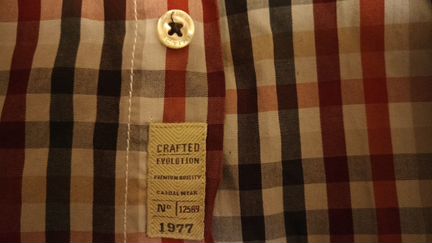 CRAFTED
EVOLUTION
PREMIUM QUALITY
CASUAL WEAR
Nº 12569
1977